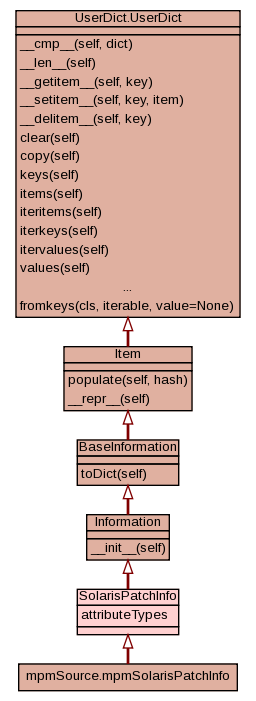 UserDict.UserDict
__cmp__(self, dict)
__len__(self)
__getitem__(self, key)
__setitem__(self, key, item)
__delitem__(self, key)
clear(self)
copy(self)
keys(self)
items(self)
iteritems(self)
iterkeys(self)
itervalues(self)
values(self)
...
fromkeys(cls, iterable, value=None)
Item
populate(self, hash)
__repr__(self)
BaseInformation
toDict(self)
Information
__init__(self)
SolarisPatchInfo
attributeTypes
mpmSource.mpmSolarisPatchInfo